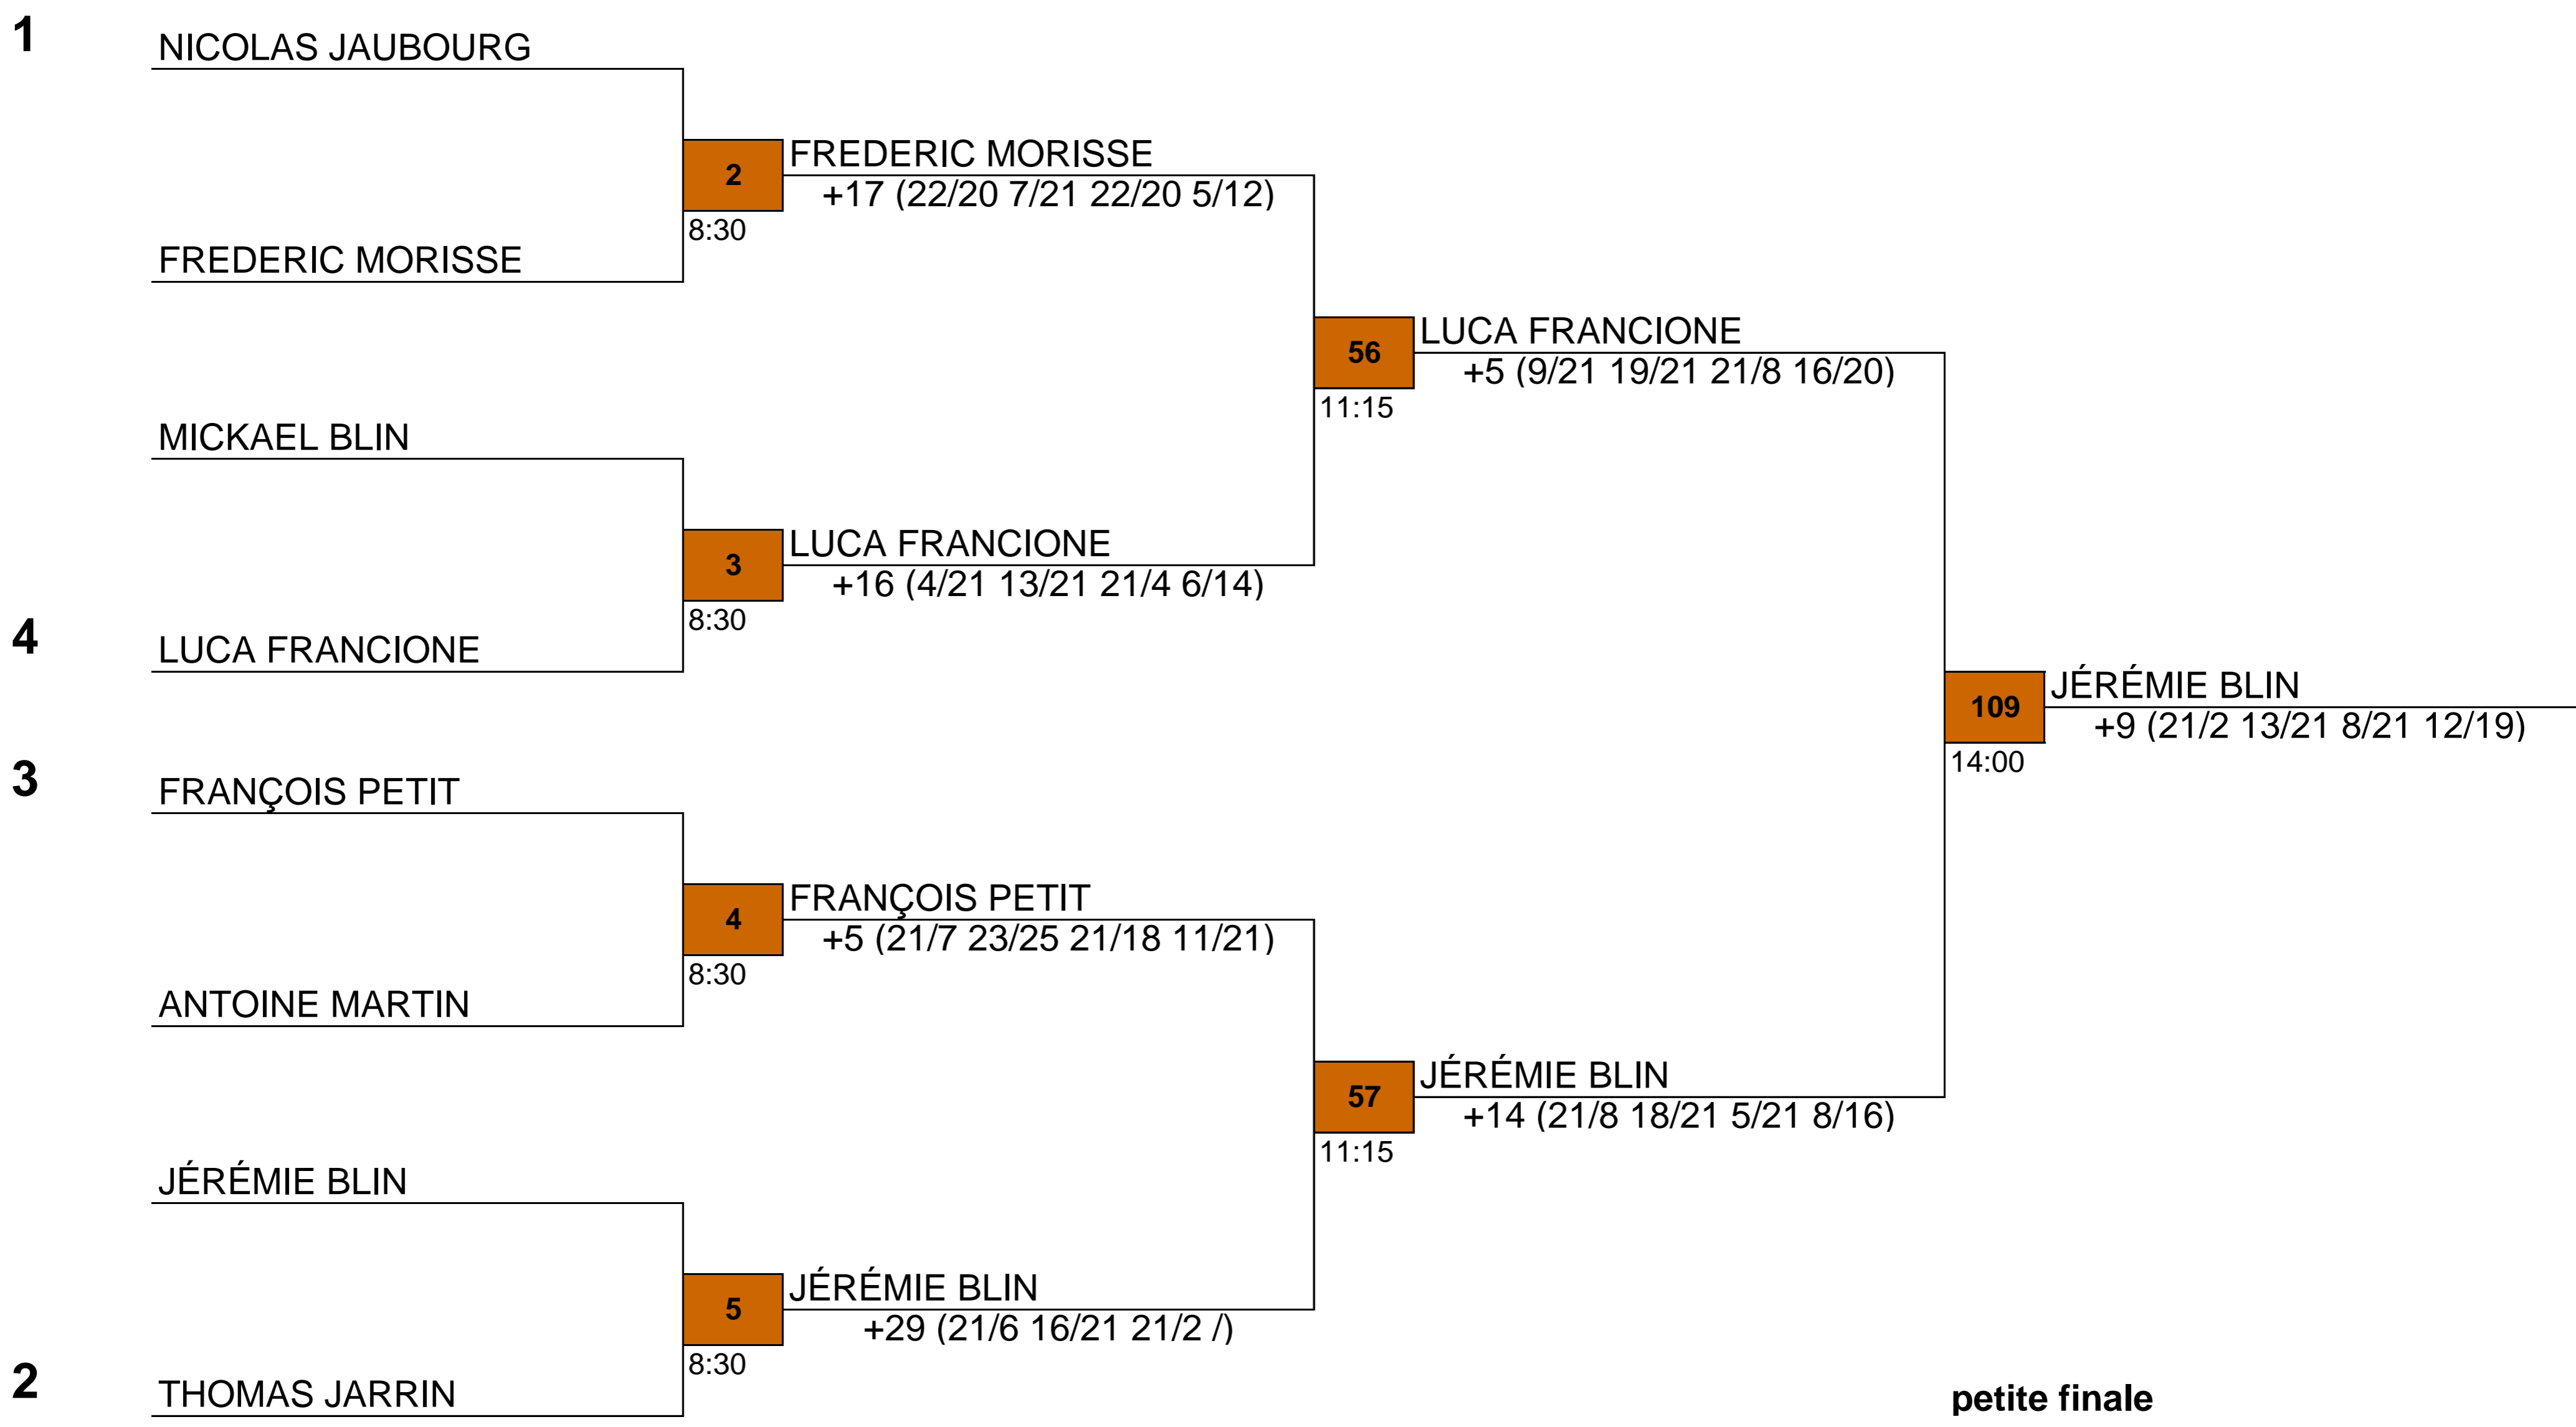 1
NICOLAS JAUBOURG
2
FREDERIC MORISSE
+17 (22/20 7/21 22/20 5/12)
8:30
FREDERIC MORISSE
56
LUCA FRANCIONE
+5 (9/21 19/21 21/8 16/20)
11:15
MICKAEL BLIN
3
LUCA FRANCIONE
+16 (4/21 13/21 21/4 6/14)
8:30
4
LUCA FRANCIONE
109
JÉRÉMIE BLIN
+9 (21/2 13/21 8/21 12/19)
14:00
3
FRANÇOIS PETIT
4
FRANÇOIS PETIT
+5 (21/7 23/25 21/18 11/21)
8:30
ANTOINE MARTIN
57
JÉRÉMIE BLIN
+14 (21/8 18/21 5/21 8/16)
11:15
JÉRÉMIE BLIN
5
JÉRÉMIE BLIN
+29 (21/6 16/21 21/2 /)
8:30
2
THOMAS JARRIN
petite finale